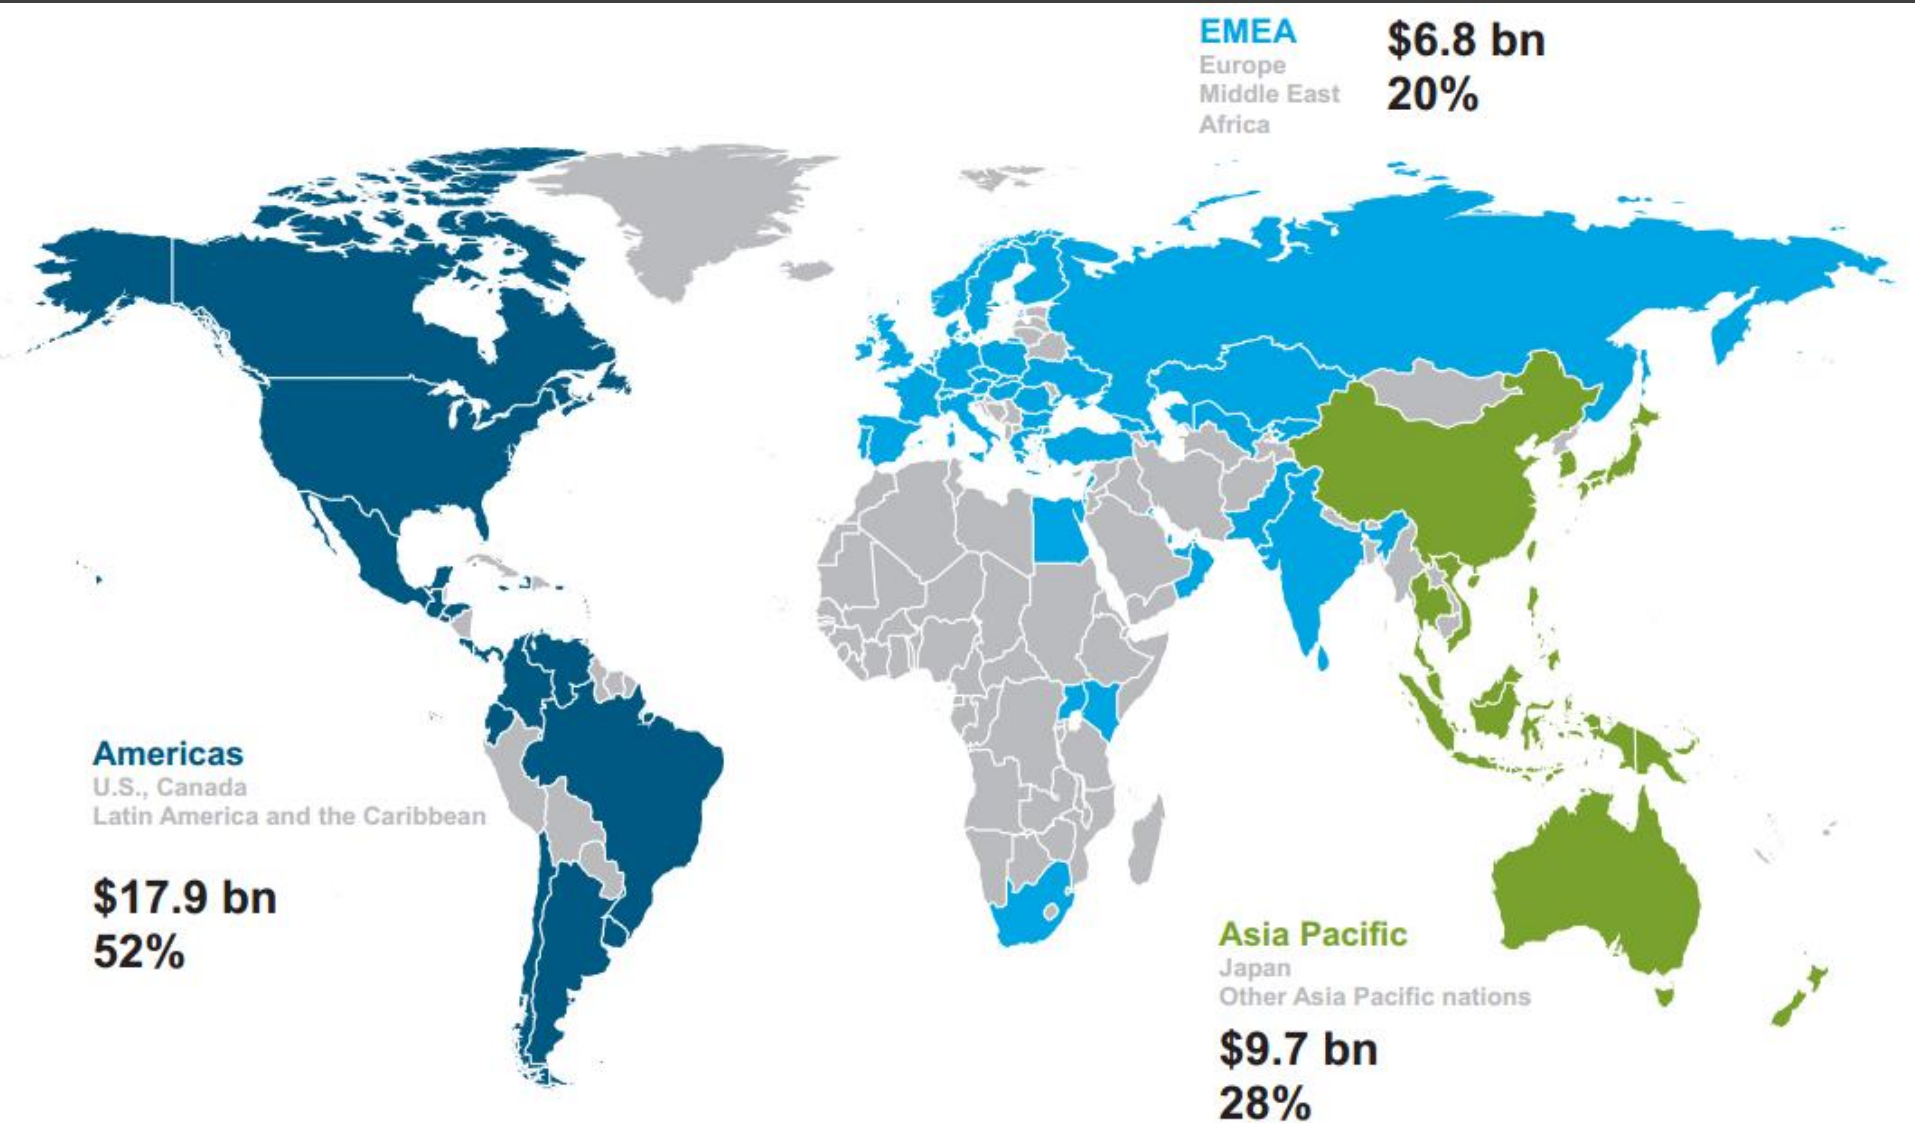 EMEA
Europe
Middle East
Africa
$6.8 bn
20%
Americas
U.S., Canada
Latin America and the Caribbean
$17.9 bn
52%
Asia Pacific
Japan
Other Asia Pacific nations
$9.7 bn
28%